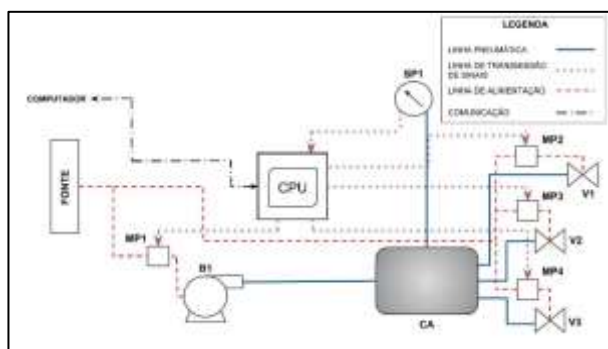 LEGENDA
LINHA PNEUMÁTICA
LINHA DE TRANSMISSÃO
DE SINAIS
LINHA DE ALIMENTAÇÃO
COMUNICAÇÃO
SP1
COMPUTADOR
MP2
V1
CPU
FONTE
MP3
V2
MP1
B1
MP4
V3
CA